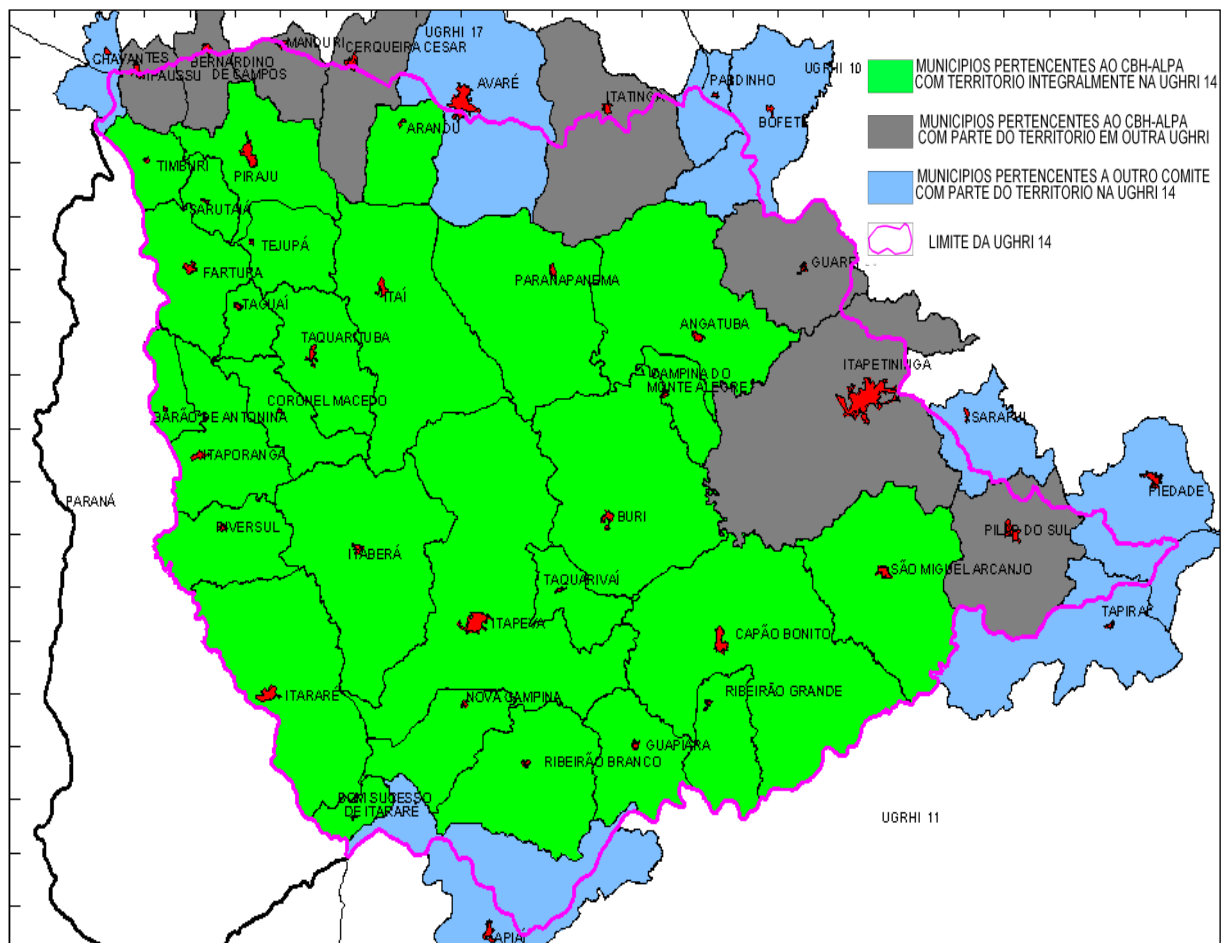 UGRHI 17
MANDURI
CERQUEIRA CESAR
CHAVANTES
BERNARDINO
DE CAMPOS
IPAUSSU
AVARÉ
ITATINGA
PARDINHO
UGRHI 10
BOFETE
ARANDU
MUNICIPIOS PERTENCENTES AO CBH-ALPA
COM TERRITORIO INTEGRALMENTE NA UGHRI 14
MUNICIPIOS PERTENCENTES AO CBH-ALPA
COM PARTE DO TERRITORIO EM OUTRA UGHRI
MUNICIPIOS PERTENCENTES A OUTRO COMITE
COM PARTE DO TERRITORIO NA UGHRI 14
LIMITE DA UGHRI 14
TIMBURI
PIRAJU
SARUTAIÁ
TEJUPÁ
FARTURA
TAGUAÍ
ITAÍ
PARANAPANEMA
GUAREÍ
TAQUARITUBA
ANGATUBA
ITAPETININGA
CAMPINA DO
MONTE ALEGRE
CORONEL MACEDO
BARÃO DE ANTONINA
SARAPUI
ITAPORANGA
PARANÁ
PIEDADE
RIVERSUL
BURI
PILAR DO SUL
ITABERÁ
SÃO MIGUEL ARCANJO
TAQUARIVAÍ
TAPIRAÍ
ITAPEVA
CAPÃO BONITO
ITARARÉ
NOVA CAMPINA
RIBEIRÃO GRANDE
GUAPIARA
RIBEIRÃO BRANCO
BOM SUCESSO
DE ITARARÉ
UGRHI 11
APIAÍ